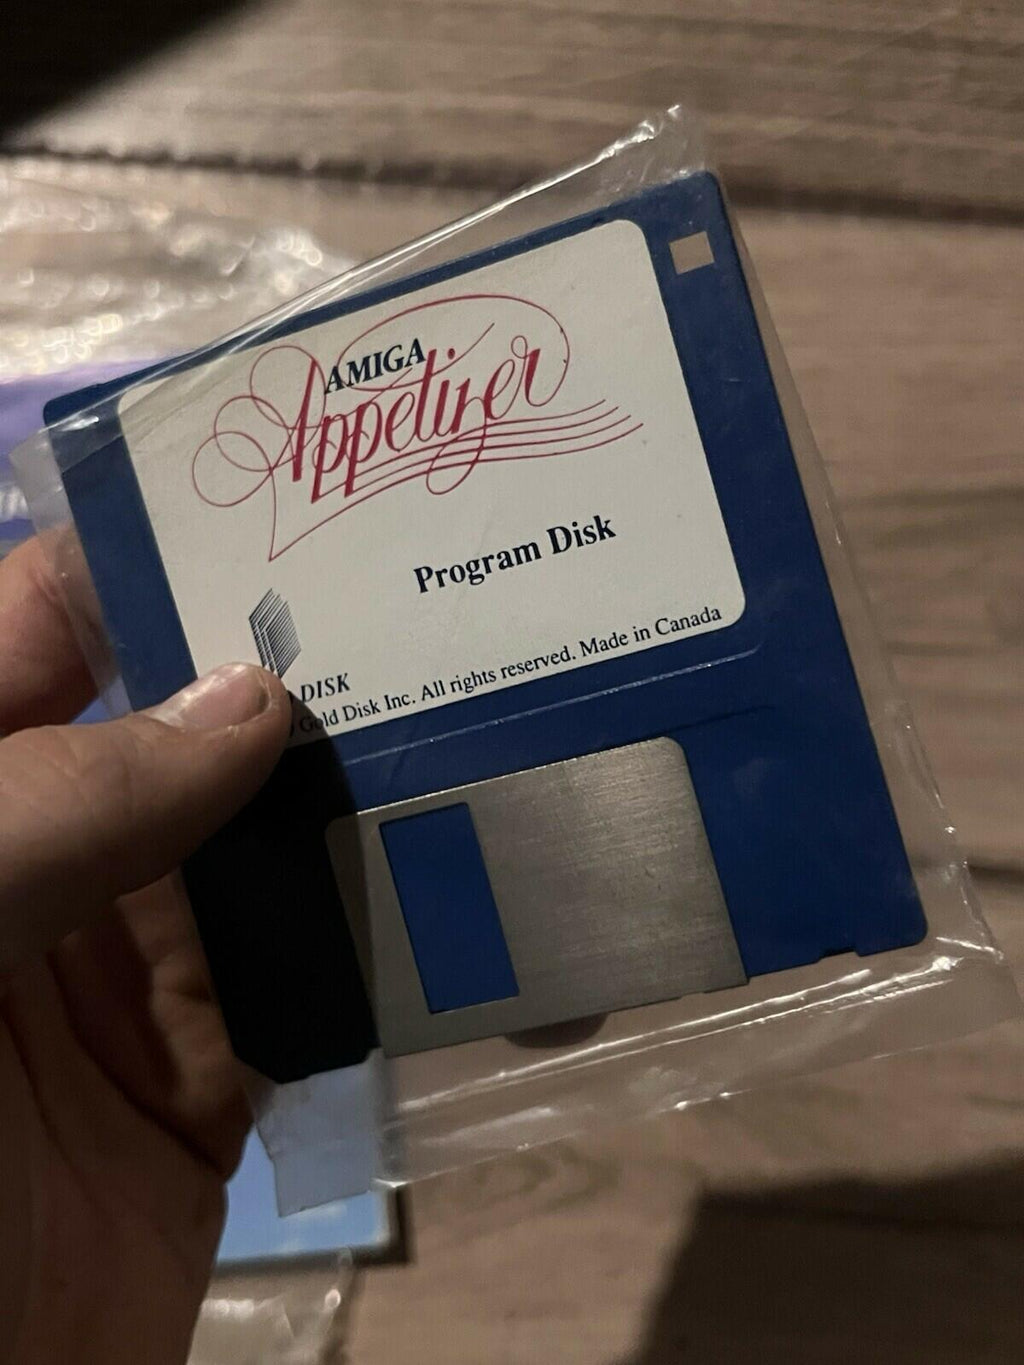 AMIGA
Appetizer
Program Disk
DISK
Gold Disk Inc. All rights reserved. Made in Canada